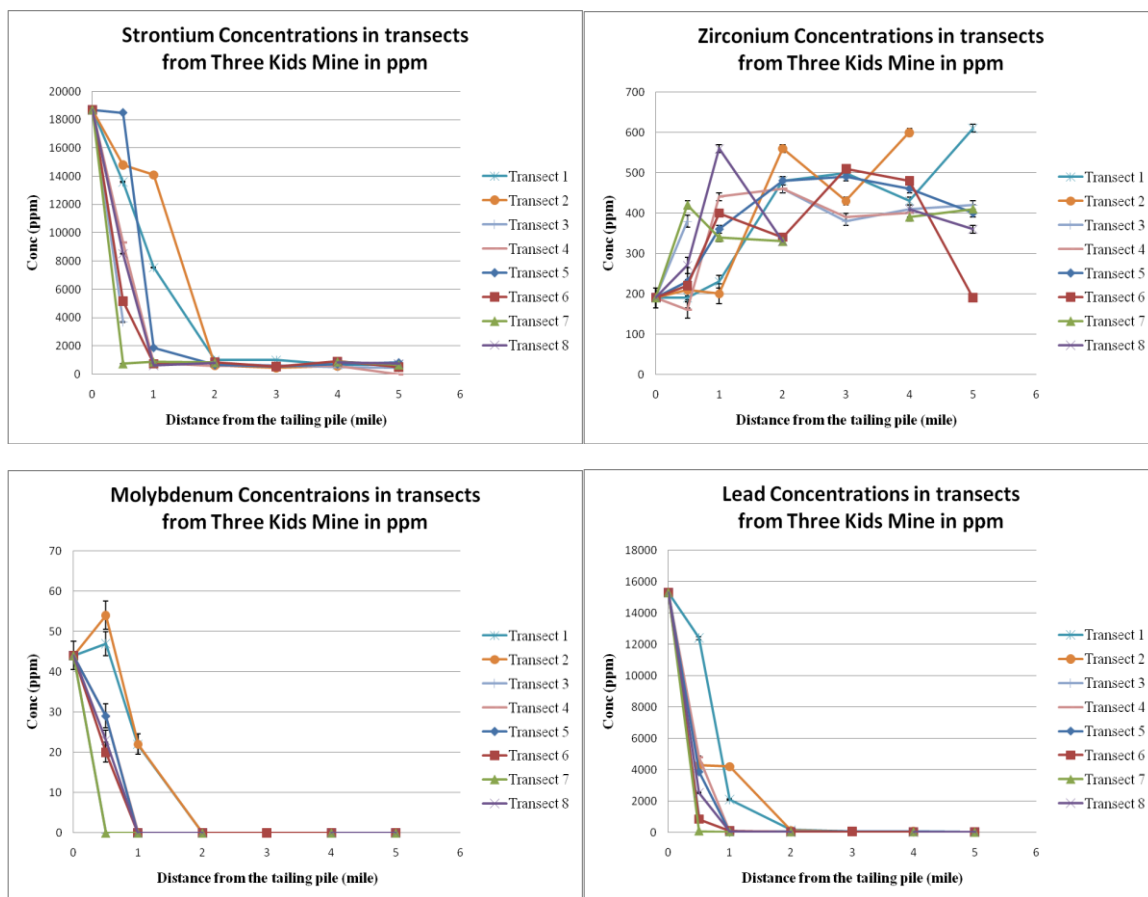 Strontium Concentrations in transects
from Three Kids Mine in ppm
20000
18000
16000
14000
12000
10000
8000
6000
4000
2000
0
Conc (ppm)
0 1 2 3 4 5 6
Distance from the tailing pile (mile)
Transect 1
Transect 2
Transect 3
Transect 4
Transect 5
Transect 6
Transect 7
Transect 8
Zirconium Concentrations in transects
from Three Kids Mine in ppm
700
600
500
400
300
200
100
0
Conc (ppm)
0 1 2 3 4 5 6
Distance from the tailing pile (mile)
Transect 1
Transect 2
Transect 3
Transect 4
Transect 5
Transect 6
Transect 7
Transect 8
Molybdenum Concentraions in transects
from Three Kids Mine in ppm
70
60
50
40
30
20
10
0
Conc (ppm)
0 1 2 3 4 5 6
Distance from the tailing pile (mile)
Transect 1
Transect 2
Transect 3
Transect 4
Transect 5
Transect 6
Transect 7
Transect 8
Lead Concentrations in transects
from Three Kids Mine in ppm
18000
16000
14000
12000
10000
8000
6000
4000
2000
0
Conc (ppm)
0 1 2 3 4 5 6
Distance from the tailing pile (mile)
Transect 1
Transect 2
Transect 3
Transect 4
Transect 5
Transect 6
Transect 7
Transect 8